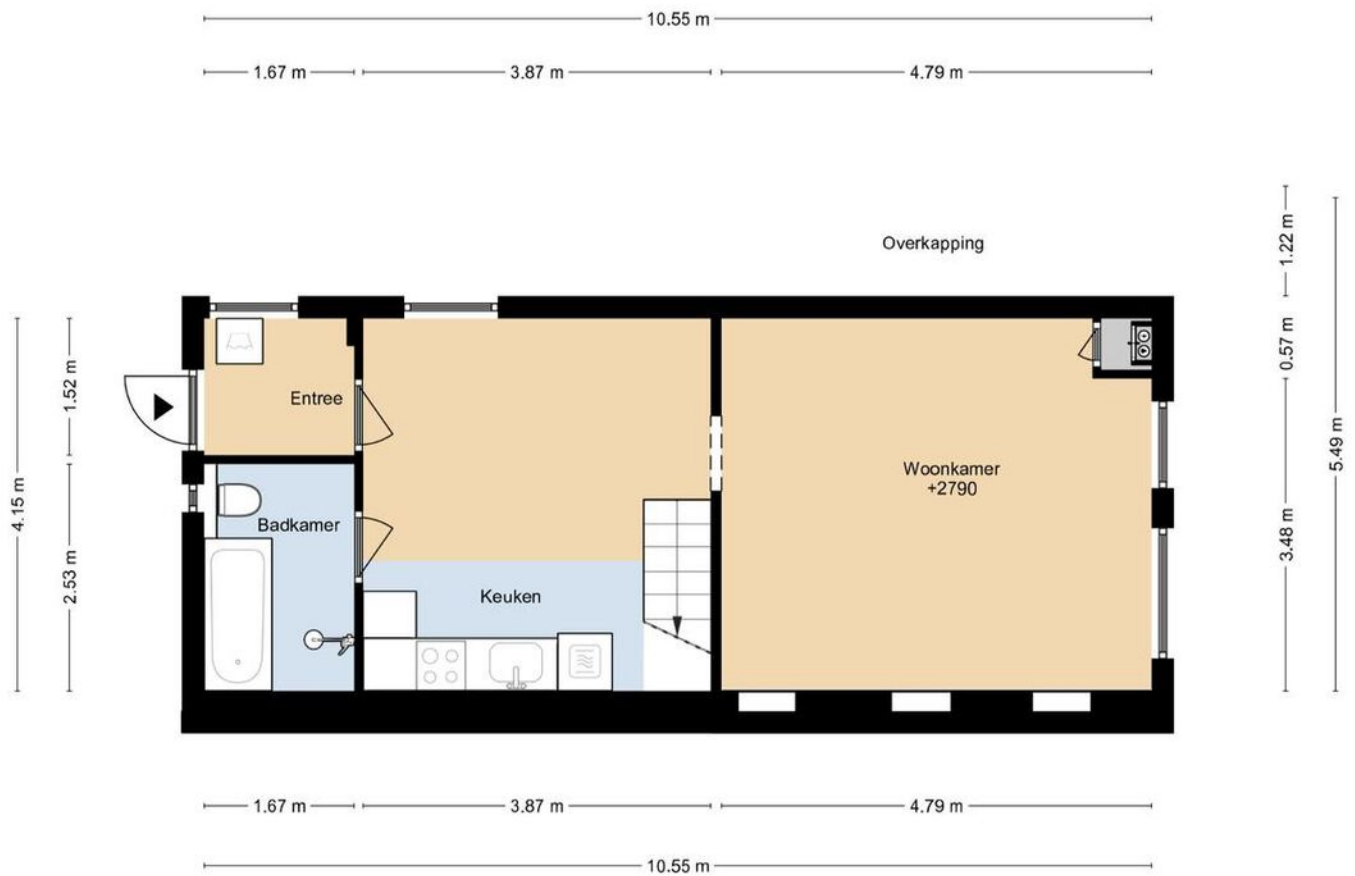 10.55 m
1.67 m
3.87 m
4.79 m
Overkapping
1.22 m
0.57 m
3.48 m
5.49 m
4.15 m
1.52 m
2.53 m
Entree
Woonkamer
+2790
Badkamer
Keuken
1.67 m
3.87 m
4.79 m
10.55 m